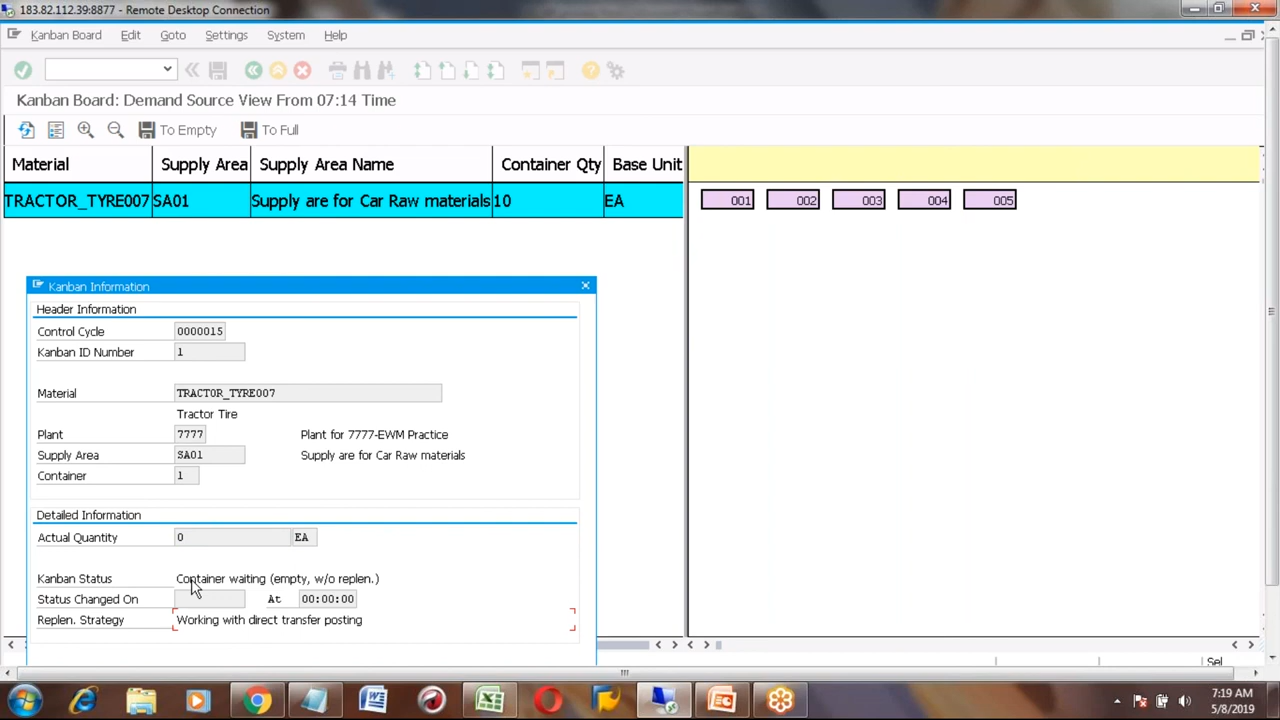 183.82.112.39:8877 - Remote Desktop Connection
Kanban Board Edit Goto Settings System Help
Kanban Board: Demand Source View From 07:14 Time
To Empty To Full
Material Supply Area Supply Area Name Container Qty Base Unit
TRACTOR_TYRE007 SA01 Supply are for Car Raw materials 10 EA
001 002 003 004 005
Kanban Information
Header Information
Control Cycle 0000015
Kanban ID Number 1
Material TRACTOR_TYRE007
Tractor Tire
Plant 7777 Plant for 7777-EWM Practice
Supply Area SA01 Supply are for Car Raw materials
Container 1
Detailed Information
Actual Quantity 0 EA
Kanban Status Container waiting (empty, w/o replen.)
Status Changed On At 00:00:00
Replen. Strategy Working with direct transfer posting
Sel
7:19 AM
5/8/2019